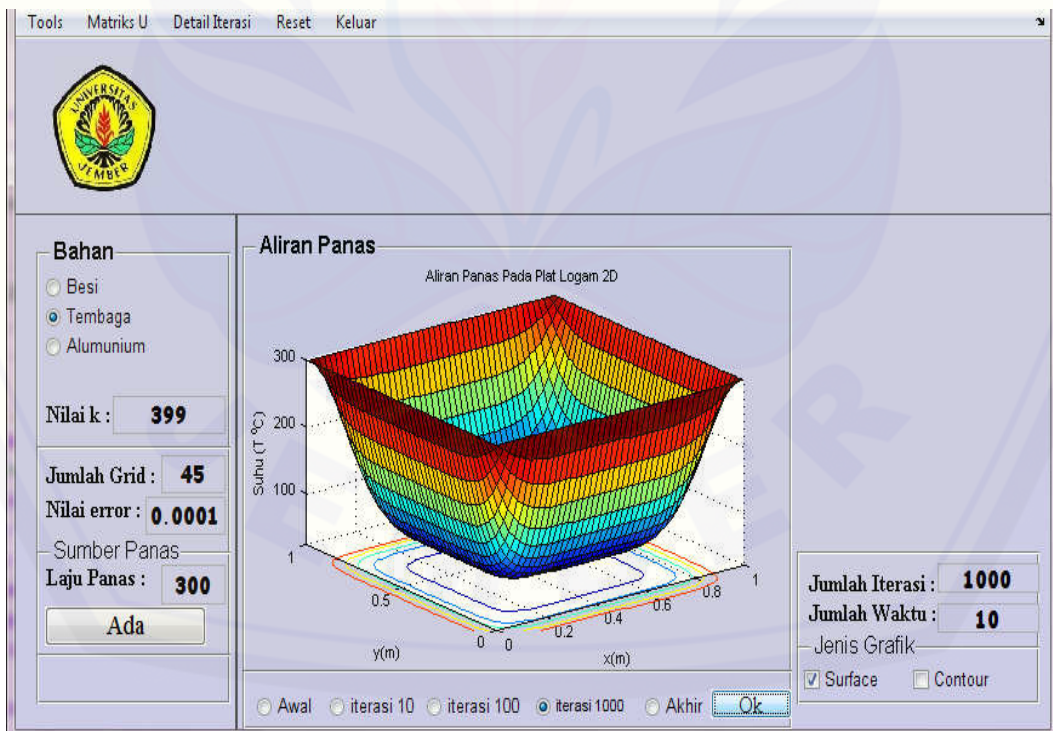 Tools Matriks U Detail Iterasi Reset Keluar
UNIVERSITAS
JEMBER
Bahan
Besi
Tembaga
Alumunium
Nilai k : 399
Jumlah Grid : 45
Nilai error : 0.0001
Sumber Panas
Laju Panas : 300
Ada
Aliran Panas
Aliran Panas Pada Plat Logam 2D
300
200
100
Suhu (T °C)
1
0.5
0
y(m)
0
0.2
0.4
0.6
0.8
1
x(m)
Awal iterasi 10 iterasi 100 iterasi 1000 Akhir Ok
Jumlah Iterasi : 1000
Jumlah Waktu : 10
Jenis Grafik
Surface Contour